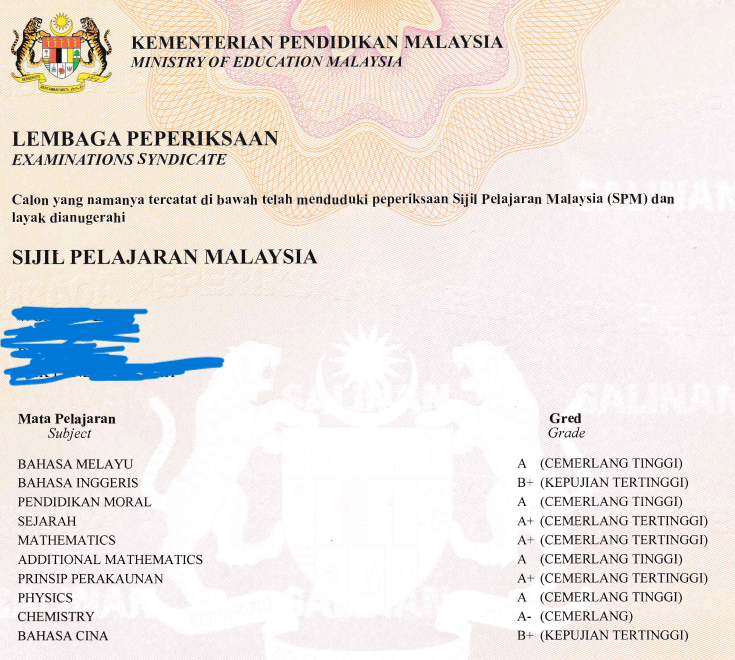 KEMENTERIAN PENDIDIKAN MALAYSIA
MINISTRY OF EDUCATION MALAYSIA
LEMBAGA PEPERIKSAAN
EXAMINATIONS SYNDICATE
Calon yang namanya tercatat di bawah telah menduduki peperiksaan Sijil Pelajaran Malaysia (SPM) dan
layak dianugerahi
SIJIL PELAJARAN MALAYSIA
Mata Pelajaran Gred
Subject Grade
BAHASA MELAYU A (CEMERLANG TINGGI)
BAHASA INGGERIS B+ (KEPUJIAN TERTINGGI)
PENDIDIKAN MORAL A (CEMERLANG TINGGI)
SEJARAH A+ (CEMERLANG TERTINGGI)
MATHEMATICS A+ (CEMERLANG TERTINGGI)
ADDITIONAL MATHEMATICS A (CEMERLANG TINGGI)
PRINSIP PERAKAUNAN A+ (CEMERLANG TERTINGGI)
PHYSICS A (CEMERLANG TINGGI)
CHEMISTRY A- (CEMERLANG)
BAHASA CINA B+ (KEPUJIAN TERTINGGI)